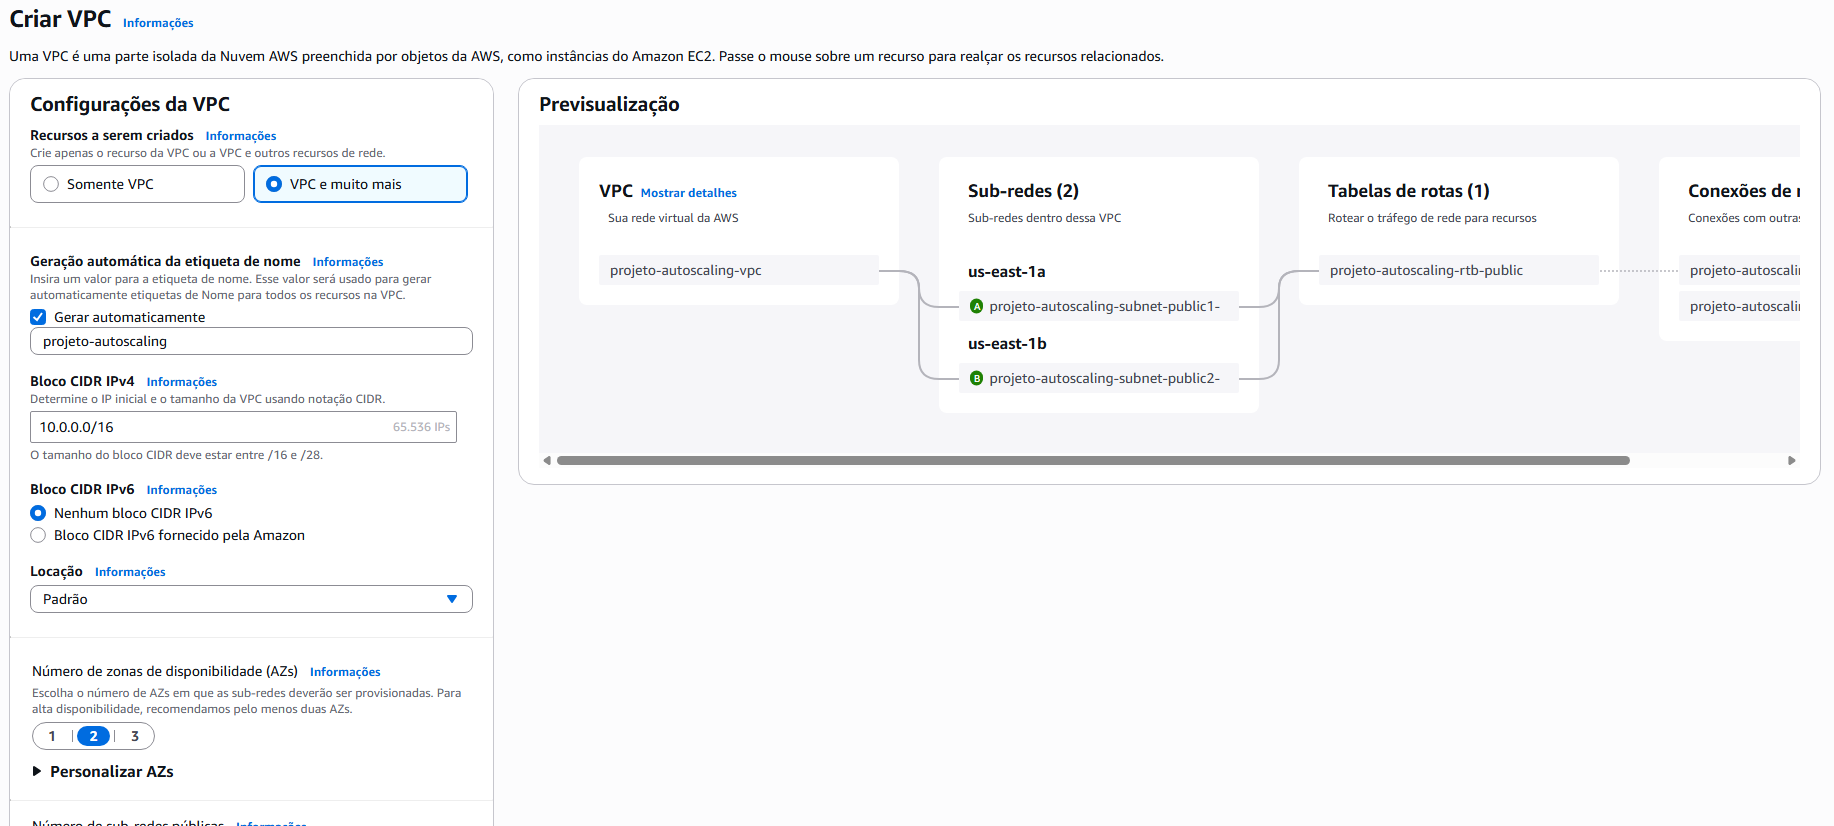 Criar VPC Informações
Uma VPC é uma parte isolada da Nuvem AWS preenchida por objetos da AWS, como instâncias do Amazon EC2. Passe o mouse sobre um recurso para realçar os recursos relacionados.
Configurações da VPC
Recursos a serem criados Informações
Crie apenas o recurso da VPC ou a VPC e outros recursos de rede.
Somente VPC
VPC e muito mais
Geração automática da etiqueta de nome Informações
Insira um valor para a etiqueta de nome. Esse valor será usado para gerar
automaticamente etiquetas de Nome para todos os recursos na VPC.
Gerar automaticamente
projeto-autoscaling
Bloco CIDR IPv4 Informações
Determine o IP inicial e o tamanho da VPC usando notação CIDR.
10.0.0.0/16 65.536 IPs
O tamanho do bloco CIDR deve estar entre /16 e /28.
Bloco CIDR IPv6 Informações
Nenhum bloco CIDR IPv6
Bloco CIDR IPv6 fornecido pela Amazon
Locação Informações
Padrão
Número de zonas de disponibilidade (AZs) Informações
Escolha o número de AZs em que as sub-redes deverão ser provisionadas. Para
alta disponibilidade, recomendamos pelo menos duas AZs.
1 2 3
Personalizar AZs
Número de sub-redes públicas Informações
Previsualização
VPC Mostrar detalhes
Sua rede virtual da AWS
projeto-autoscaling-vpc
Sub-redes (2)
Sub-redes dentro dessa VPC
us-east-1a
A projeto-autoscaling-subnet-public1-
us-east-1b
B projeto-autoscaling-subnet-public2-
Tabelas de rotas (1)
Rotear o tráfego de rede para recursos
projeto-autoscaling-rtb-public
Conexões de
Conexões com outras
projeto-autoscali
projeto-autoscali